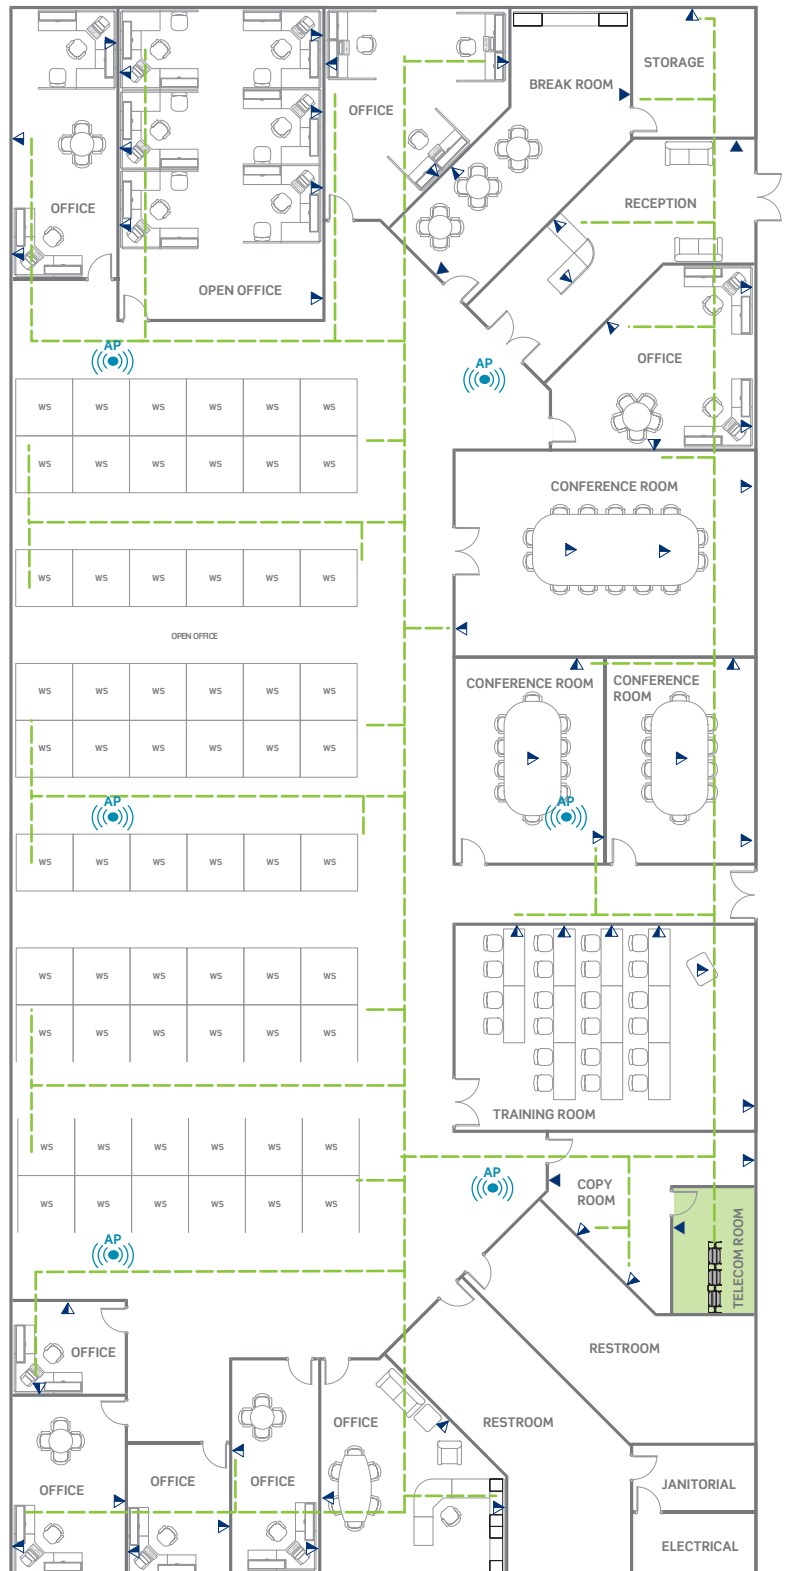 STORAGE
BREAK ROOM
OFFICE
RECEPTION
OFFICE
OPEN OFFICE
AP
AP
OFFICE
WS WS WS WS WS WS
WS WS WS WS WS WS
CONFERENCE ROOM
WS WS WS WS WS WS
OPEN OFFICE
CONFERENCE ROOM
CONFERENCE
ROOM
WS WS WS WS WS WS
WS WS WS WS WS WS
AP
AP
WS WS WS WS WS WS
WS WS WS WS WS WS
WS WS WS WS WS WS
TRAINING ROOM
WS WS WS WS WS WS
AP
COPY
ROOM
WS WS WS WS WS WS
TELECOM ROOM
AP
OFFICE
RESTROOM
OFFICE
RESTROOM
OFFICE
OFFICE
OFFICE
JANITORIAL
ELECTRICAL